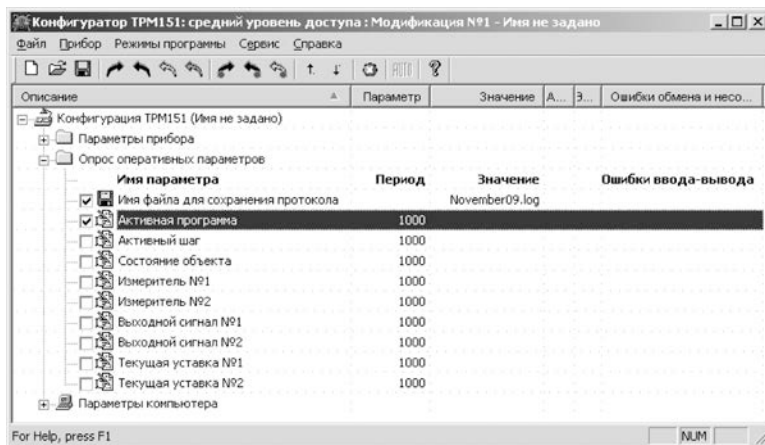 Конфигуратор ТРМ151: средний уровень доступа : Модификация №1 - Имя не задано
Файл Прибор Режимы программы Сервис Справка
AUTO
Описание Параметр Значение А... З... Ошибки обмена и несо...
Конфигурация ТРМ151 (Имя не задано)
Параметры прибора
Опрос оперативных параметров
Имя параметра Период Значение Ошибки ввода-вывода
Имя файла для сохранения протокола November09.log
Активная программа 1000
Активный шаг 1000
Состояние объекта 1000
Измеритель №1 1000
Измеритель №2 1000
Выходной сигнал №1 1000
Выходной сигнал №2 1000
Текущая уставка №1 1000
Текущая уставка №2 1000
Параметры компьютера
For Help, press F1 NUM